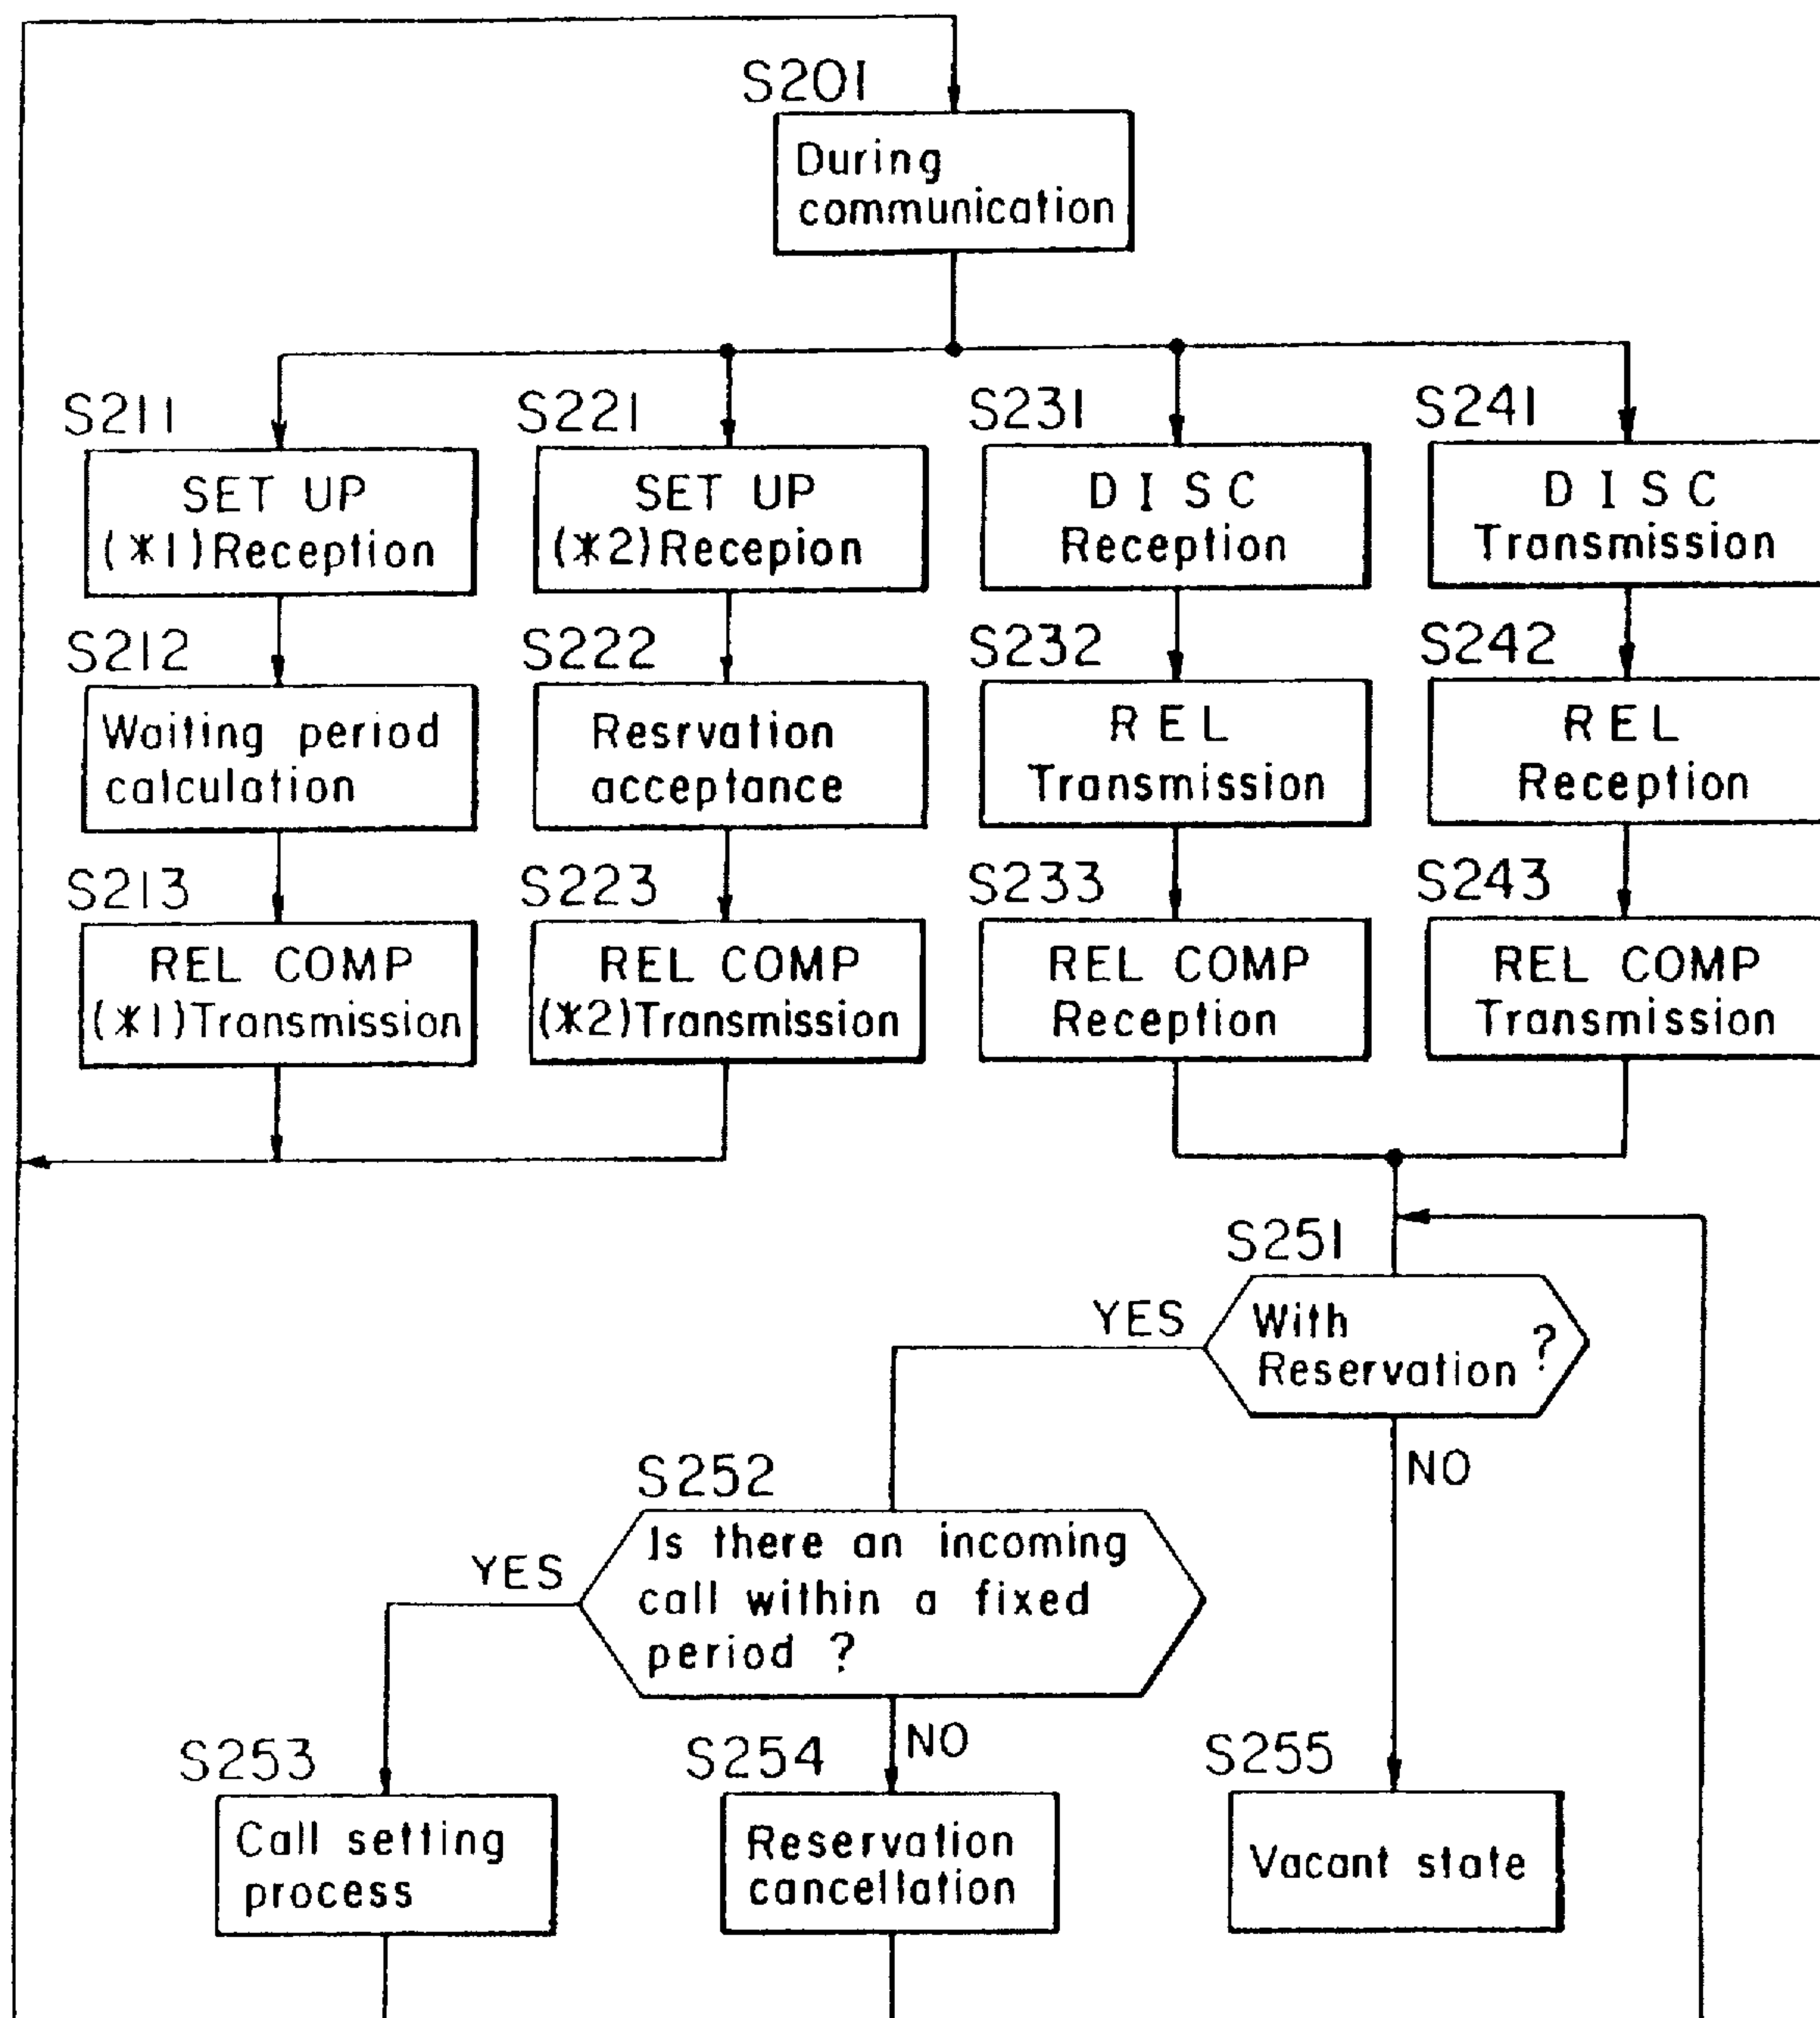 S201
During
communication
S211
SET UP
(*1)Reception
S221
SET UP
(*2)Recepion
S231
DISC
Reception
S241
DISC
Transmission
S212
Waiting period
calculation
S222
Resrvation
acceptance
S232
REL
Transmission
S242
REL
Reception
S213
REL COMP
(*1)Transmission
S223
REL COMP
(*2)Transmission
S233
REL COMP
Reception
S243
REL COMP
Transmission
S251
With
Reservation ?
YES
NO
S252
Is there an incoming
call within a fixed
period ?
YES
NO
S253
Call setting
process
S254
Reservation
cancellation
S255
Vacant state